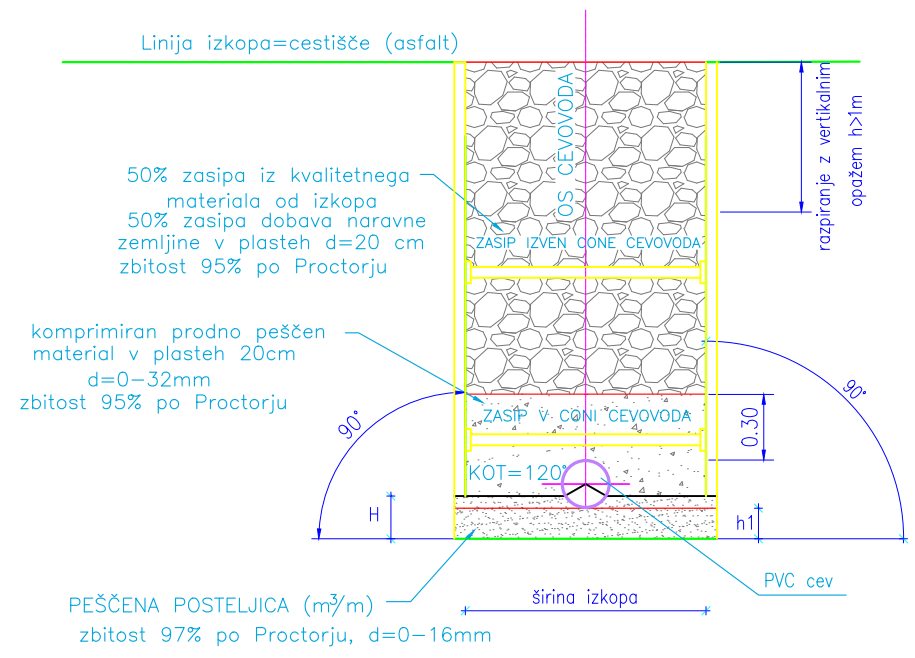 Linija izkopa=cestišče (asfalt)
OS CEVOVODA
razpiranje z vertikalnim
opažem h>1m
50% zasipa iz kvalitetnega
materiala od izkopa
50% zasipa dobava naravne
zemljine v plasteh d=20 cm
zbitost 95% po Proctorju
ZASIP IZVEN CONE CEVOVODA
komprimiran prodno peščen
material v plasteh 20cm
d=0-32mm
zbitost 95% po Proctorju
90°
90°
ZASIP V CONI CEVOVODA
0.30
KOT=120°
H
h1
PVC cev
širina izkopa
PEŠČENA POSTELJICA (m³/m)
zbitost 97% po Proctorju, d=0-16mm